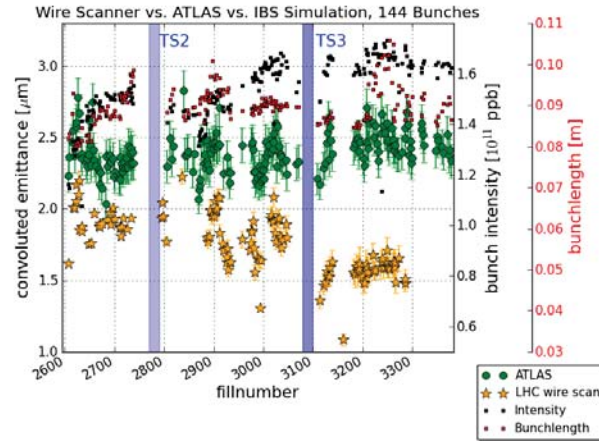 Wire Scanner vs. ATLAS vs. IBS Simulation, 144 Bunches
TS2
TS3
convoluted emittance [μm]
3.0
2.5
2.0
1.5
1.0
2600
2700
2800
2900
3000
3100
3200
3300
fillnumber
bunch intensity [10¹¹ ppb]
1.6
1.4
1.2
1.0
0.8
0.6
bunchlength [m]
0.11
0.10
0.09
0.08
0.07
0.06
0.05
0.04
0.03
ATLAS
LHC wire scan
Intensity
Bunchlength